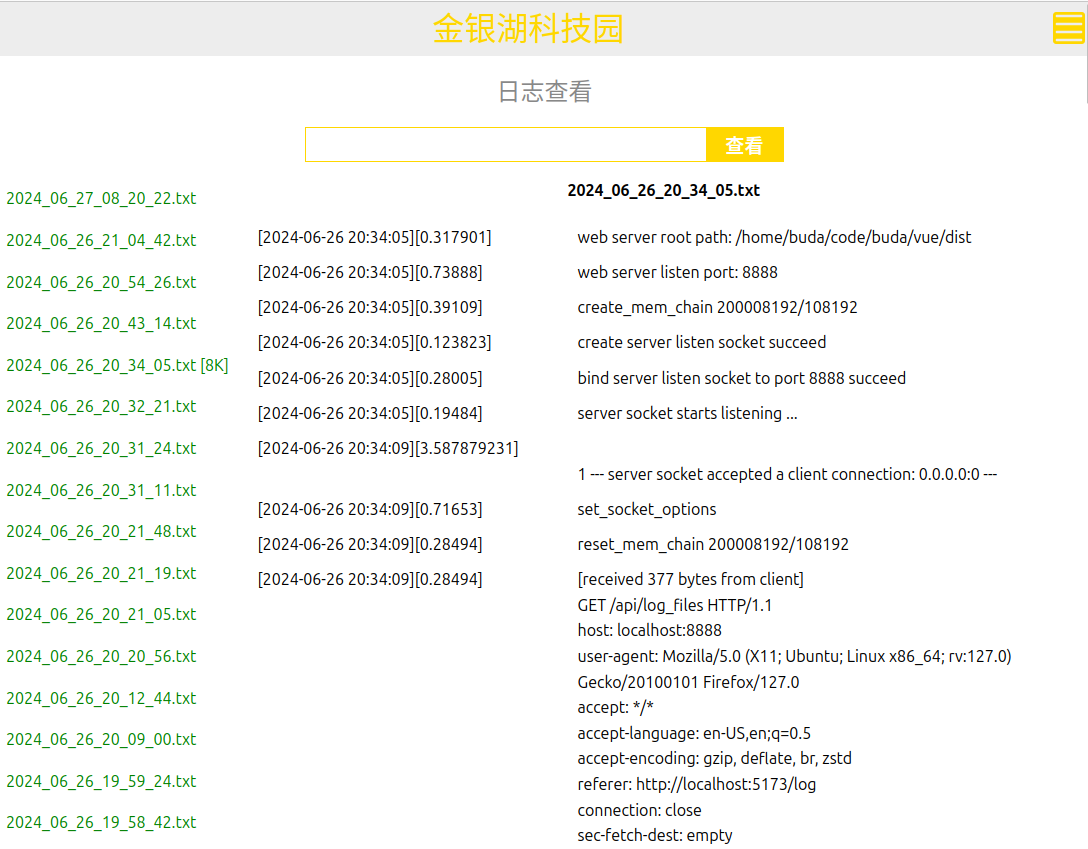 金银湖科技园
日志查看
查看
2024_06_27_08_20_22.txt
2024_06_26_21_04_42.txt
2024_06_26_20_54_26.txt
2024_06_26_20_43_14.txt
2024_06_26_20_34_05.txt [8K]
2024_06_26_20_32_21.txt
2024_06_26_20_31_24.txt
2024_06_26_20_31_11.txt
2024_06_26_20_21_48.txt
2024_06_26_20_21_19.txt
2024_06_26_20_21_05.txt
2024_06_26_20_20_56.txt
2024_06_26_20_12_44.txt
2024_06_26_20_09_00.txt
2024_06_26_19_59_24.txt
2024_06_26_19_58_42.txt
2024_06_26_20_34_05.txt
[2024-06-26 20:34:05][0.317901] web server root path: /home/buda/code/buda/vue/dist
[2024-06-26 20:34:05][0.73888] web server listen port: 8888
[2024-06-26 20:34:05][0.39109] create_mem_chain 200008192/108192
[2024-06-26 20:34:05][0.123823] create server listen socket succeed
[2024-06-26 20:34:05][0.28005] bind server listen socket to port 8888 succeed
[2024-06-26 20:34:05][0.19484] server socket starts listening ...
[2024-06-26 20:34:09][3.587879231]
1 --- server socket accepted a client connection: 0.0.0.0:0 ---
[2024-06-26 20:34:09][0.71653] set_socket_options
[2024-06-26 20:34:09][0.28494] reset_mem_chain 200008192/108192
[2024-06-26 20:34:09][0.28494] [received 377 bytes from client]
GET /api/log_files HTTP/1.1
host: localhost:8888
user-agent: Mozilla/5.0 (X11; Ubuntu; Linux x86_64; rv:127.0)
Gecko/20100101 Firefox/127.0
accept: */*
accept-language: en-US,en;q=0.5
accept-encoding: gzip, deflate, br, zstd
referer: http://localhost:5173/log
connection: close
sec-fetch-dest: empty